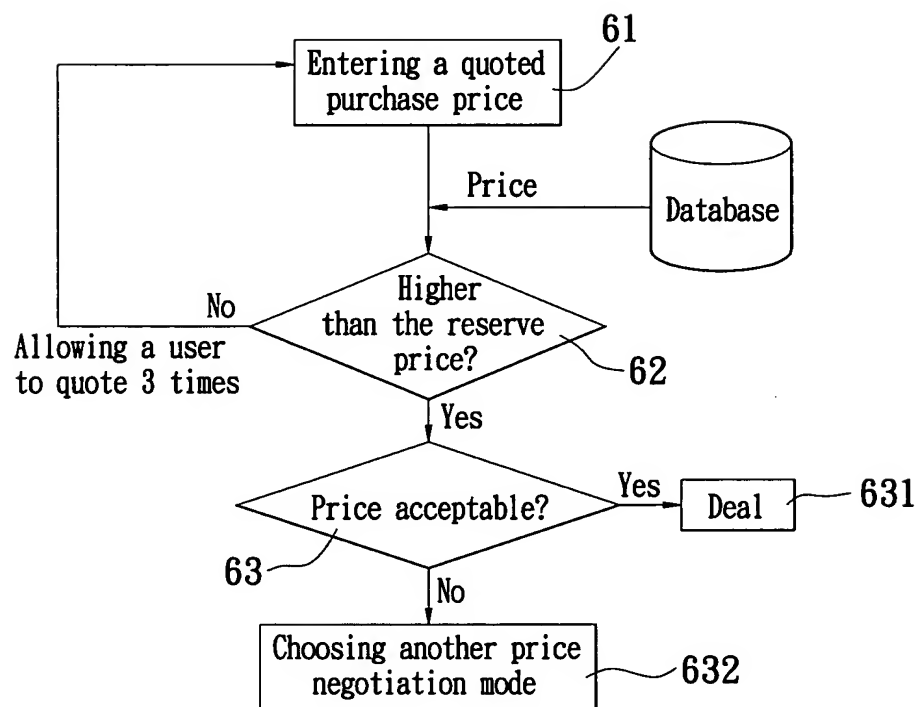 61
Entering a quoted
purchase price
Price
Database
No
Higher
than the reserve
price?
62
Allowing a user
to quote 3 times
Yes
Price acceptable?
63
Yes
Deal
631
No
Choosing another price
negotiation mode
632